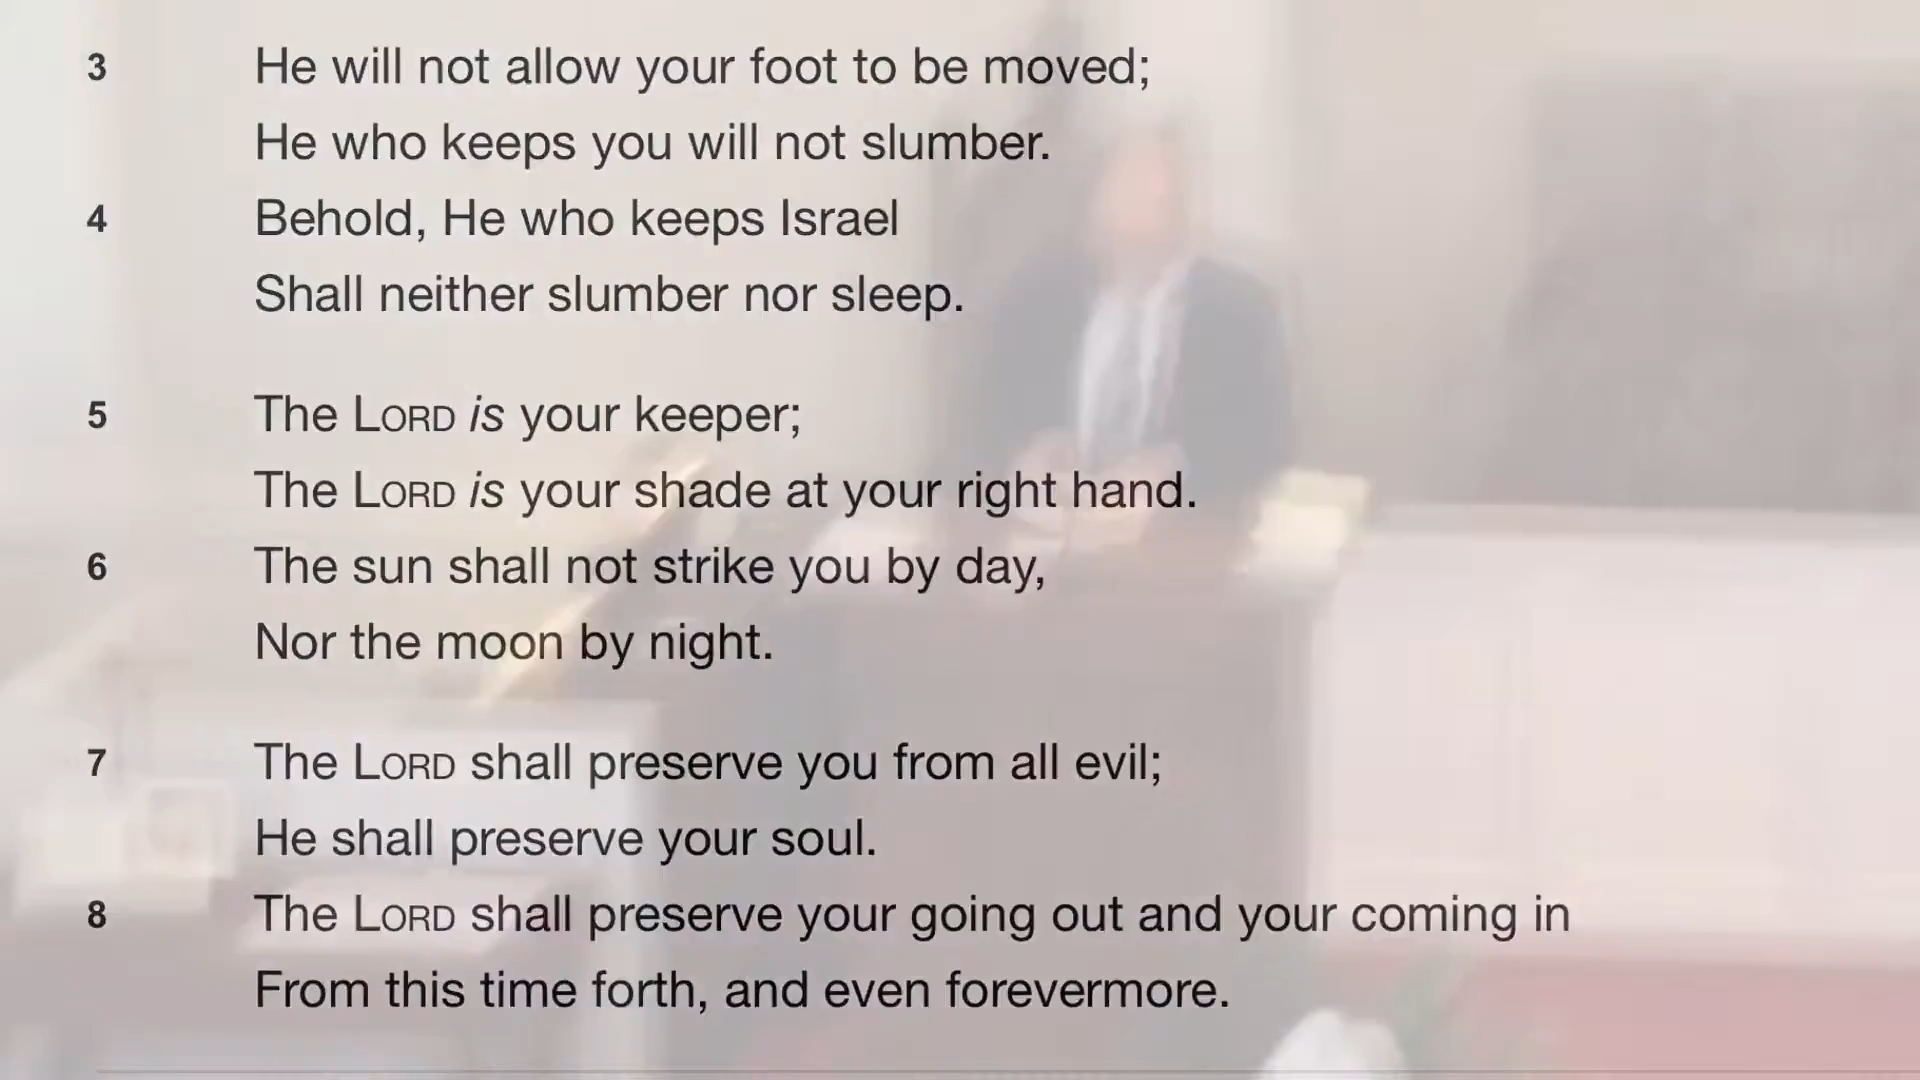 3 He will not allow your foot to be moved;
He who keeps you will not slumber.
4 Behold, He who keeps Israel
Shall neither slumber nor sleep.
5 The LORD is your keeper;
The LORD is your shade at your right hand.
6 The sun shall not strike you by day,
Nor the moon by night.
7 The LORD shall preserve you from all evil;
He shall preserve your soul.
8 The LORD shall preserve your going out and your coming in
From this time forth, and even forevermore.